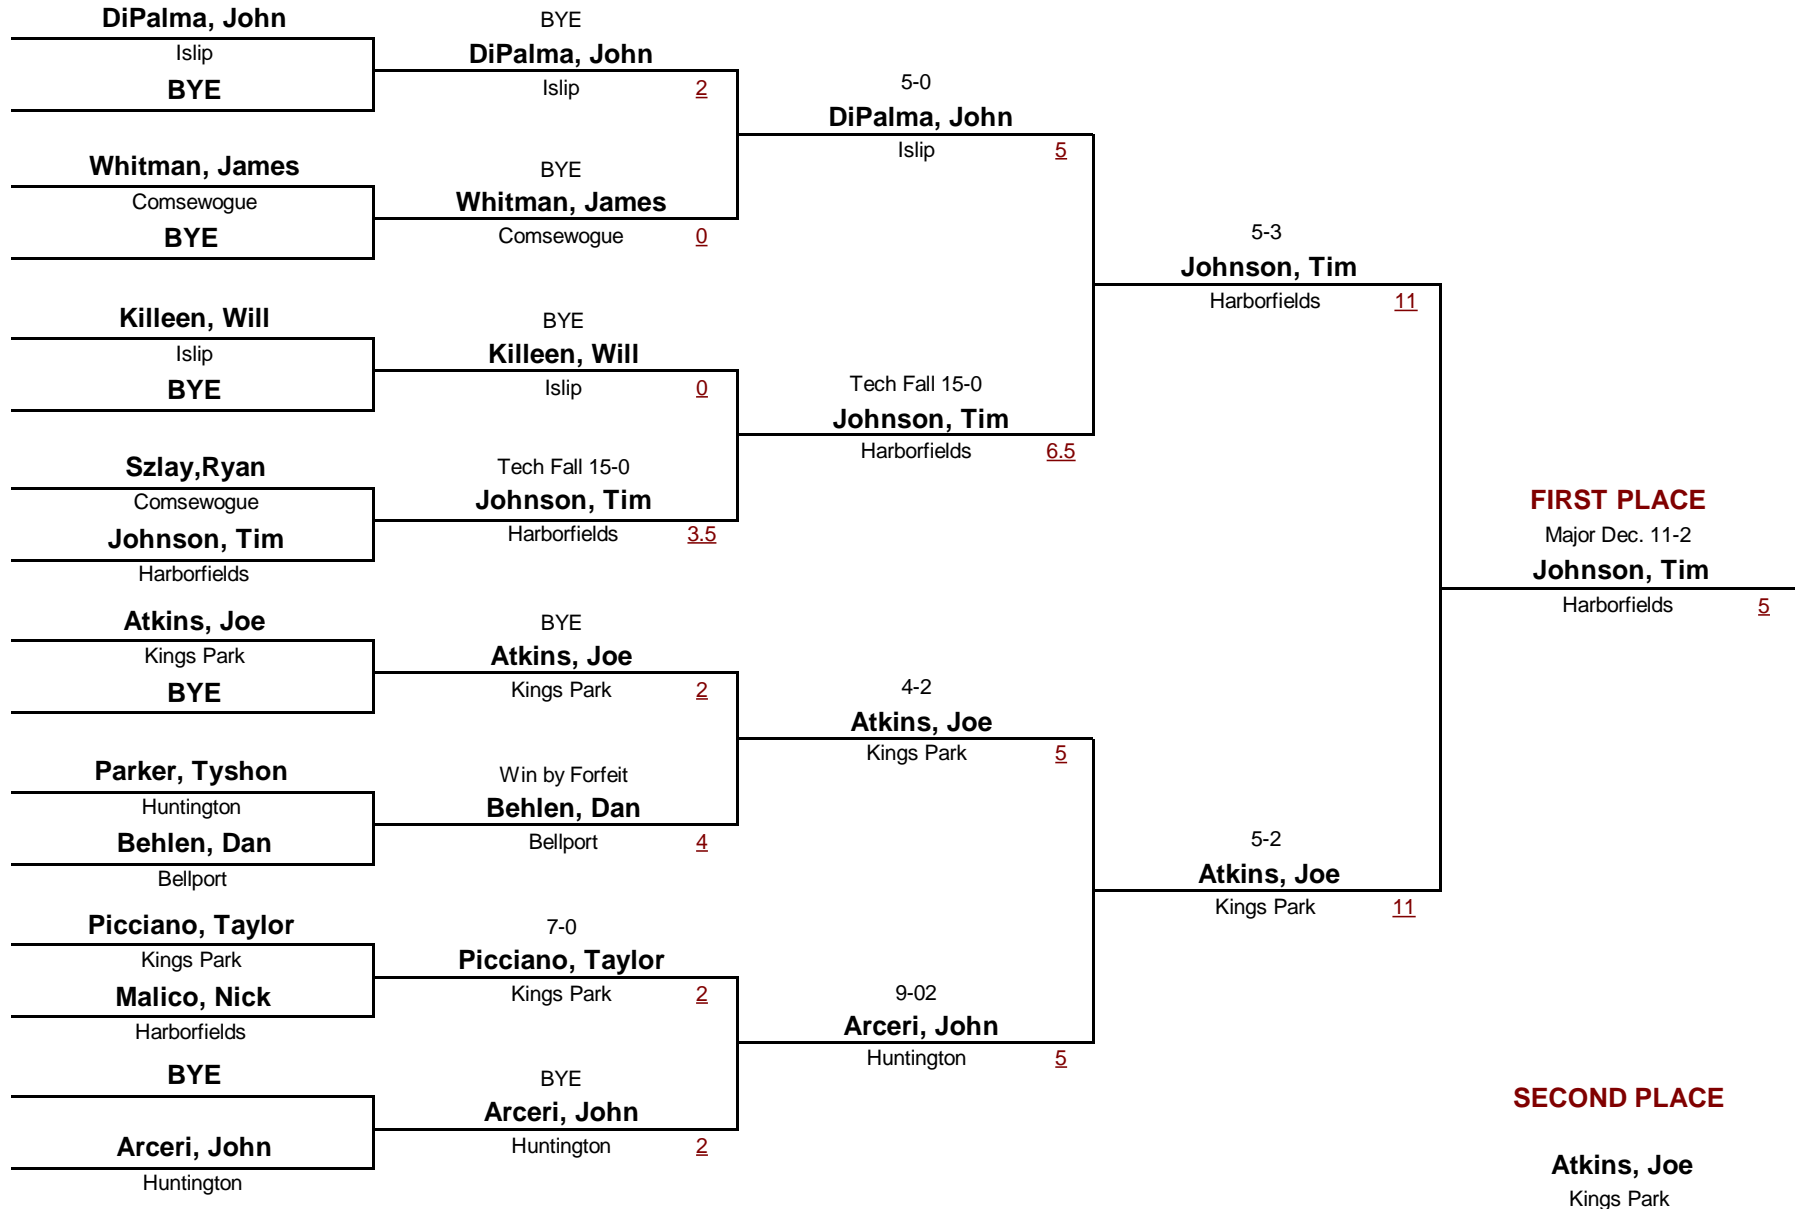 DiPalma, John
Islip
BYE
Whitman, James
Comsewogue
BYE
Killeen, Will
Islip
BYE
Szlay,Ryan
Comsewogue
Johnson, Tim
Harborfields
Atkins, Joe
Kings Park
BYE
Parker, Tyshon
Huntington
Behlen, Dan
Bellport
Picciano, Taylor
Kings Park
Malico, Nick
Harborfields
BYE
Arceri, John
Huntington
BYE
DiPalma, John
Islip 2
BYE
Whitman, James
Comsewogue 0
BYE
Killeen, Will
Islip 0
Tech Fall 15-0
Johnson, Tim
Harborfields 3.5
BYE
Atkins, Joe
Kings Park 2
Win by Forfeit
Behlen, Dan
Bellport 4
7-0
Picciano, Taylor
Kings Park 2
BYE
Arceri, John
Huntington 2
5-0
DiPalma, John
Islip 5
Tech Fall 15-0
Johnson, Tim
Harborfields 6.5
4-2
Atkins, Joe
Kings Park 5
9-02
Arceri, John
Huntington 5
5-3
Johnson, Tim
Harborfields 11
5-2
Atkins, Joe
Kings Park 11
FIRST PLACE
Major Dec. 11-2
Johnson, Tim
Harborfields 5
SECOND PLACE
Atkins, Joe
Kings Park